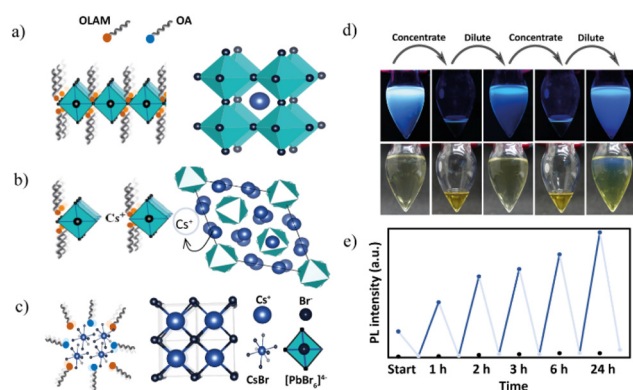 OLAM
OA
a)
b)
Cs⁺
Cs⁺
c)
Cs⁺
Br⁻
CsBr
[PbBr₆]⁴⁻
d)
Concentrate
Dilute
Concentrate
Dilute
e)
PL intensity (a.u.)
Start
1 h
2 h
3 h
6 h
24 h
Time